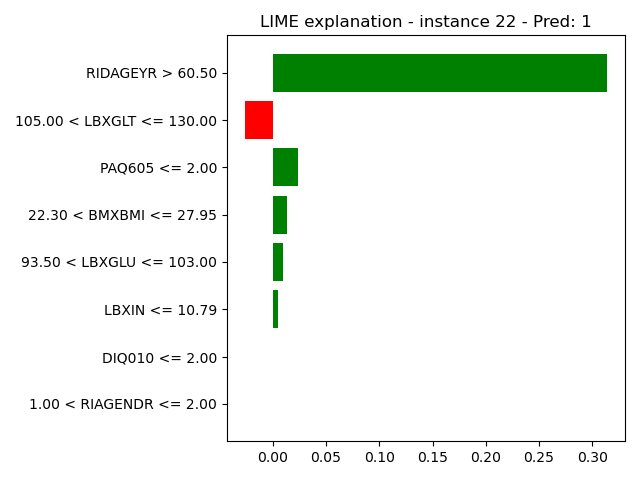 LIME explanation - instance 22 - Pred: 1
RIDAGEYR > 60.50
105.00 < LBXGLT <= 130.00
PAQ605 <= 2.00
22.30 < BMXBMI <= 27.95
93.50 < LBXGLU <= 103.00
LBXIN <= 10.79
DIQ010 <= 2.00
1.00 < RIAGENDR <= 2.00
0.00 0.05 0.10 0.15 0.20 0.25 0.30